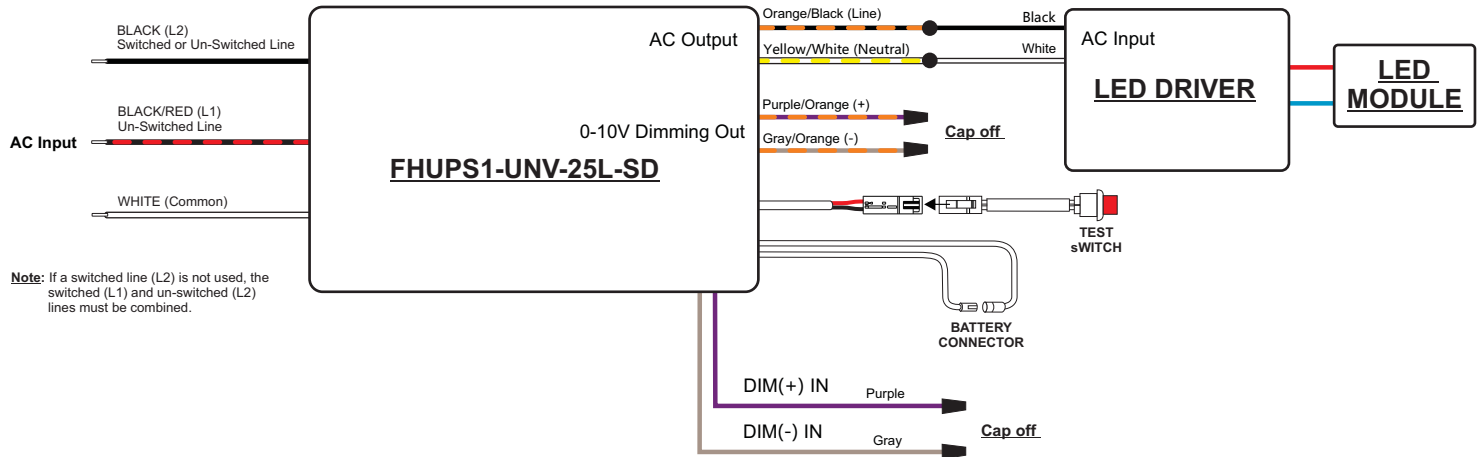 BLACK (L2)
Switched or Un-Switched Line
BLACK/RED (L1)
Un-Switched Line
AC Input
WHITE (Common)
Note: If a switched line (L2) is not used, the
switched (L1) and un-switched (L2)
lines must be combined.
AC Output
0-10V Dimming Out
FHUPS1-UNV-25L-SD
Orange/Black (Line)
Black
Yellow/White (Neutral)
White
Purple/Orange (+)
Gray/Orange (-)
Cap off
AC Input
LED DRIVER
LED
MODULE
TEST
sWITCH
BATTERY
CONNECTOR
DIM(+) IN
Purple
DIM(-) IN
Gray
Cap off